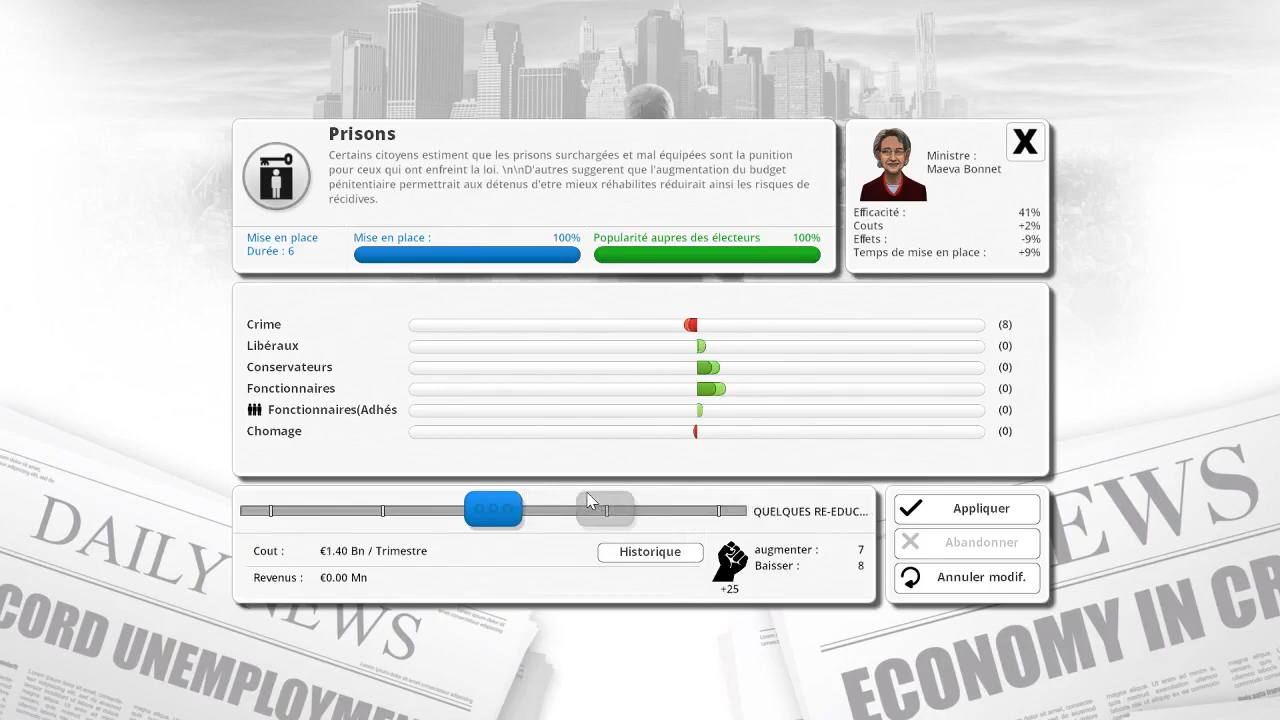 Prisons
Certains citoyens estiment que les prisons surchargées et mal équipées sont la punition
pour ceux qui ont enfreint la loi. \n\nD'autres suggerent que l'augmentation du budget
pénitentiaire permettrait aux détenus d'etre mieux réhabilites réduirait ainsi les risques de
récidives.
Mise en place
Durée : 6
Mise en place : 100%
Popularité aupres des électeurs 100%
X
Ministre :
Maeva Bonnet
Efficacité : 41%
Couts +2%
Effets : -9%
Temps de mise en place : +9%
Crime (8)
Libéraux (0)
Conservateurs (0)
Fonctionnaires (0)
Fonctionnaires(Adhés (0)
Chomage (0)
QUELQUES RE-EDUC...
Cout : €1.40 Bn / Trimestre
Historique
augmenter : 7
Baisser : 8
+25
Revenus : €0.00 Mn
Appliquer
Abandonner
Annuler modif.
DAILY NEWS
CORD UNEMPLOYME
NEWS
ECONOMY IN CR